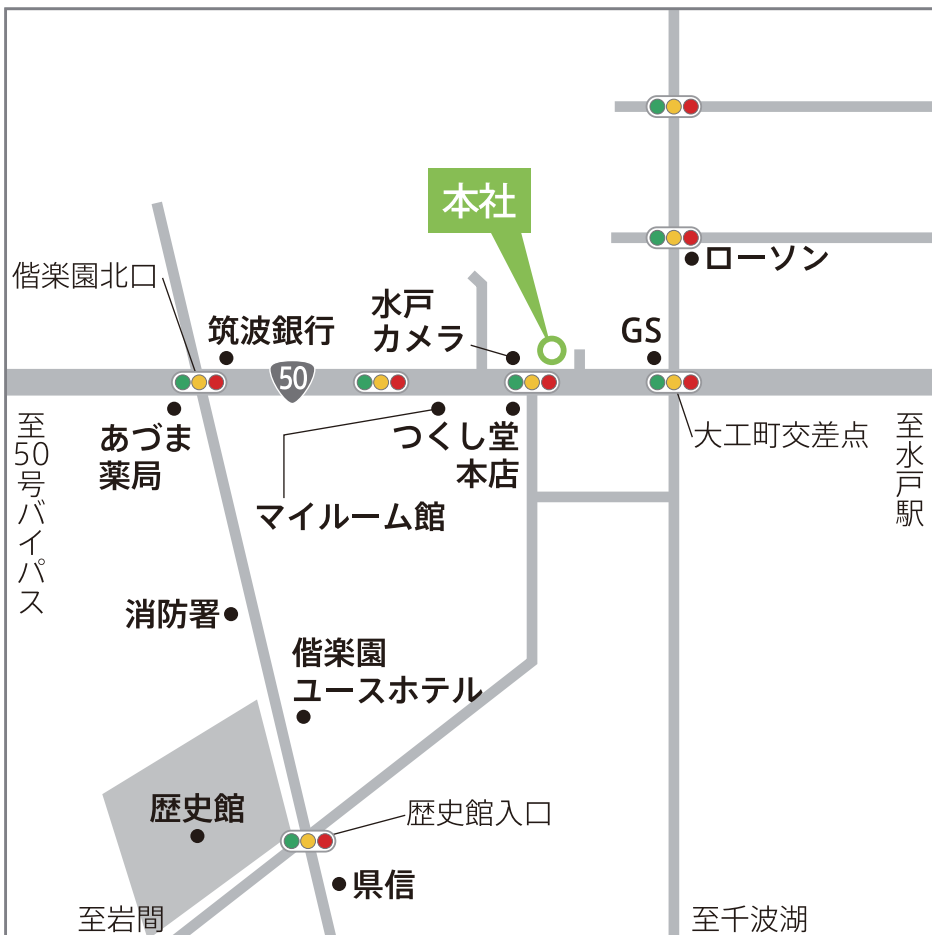 本社
ローソン
偕楽園北口
水戸
カメラ
筑波銀行
GS
50
至50号バイパス
あづま
薬局
つくし堂
本店
大工町交差点
至水戸駅
マイルーム館
消防署
偕楽園
ユースホテル
歴史館
歴史館入口
県信
至岩間
至千波湖